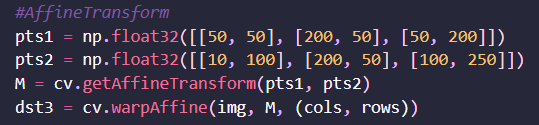 #AffineTransform
pts1 = np.float32([[50, 50], [200, 50], [50, 200]])
pts2 = np.float32([[10, 100], [200, 50], [100, 250]])
M = cv.getAffineTransform(pts1, pts2)
dst3 = cv.warpAffine(img, M, (cols, rows))